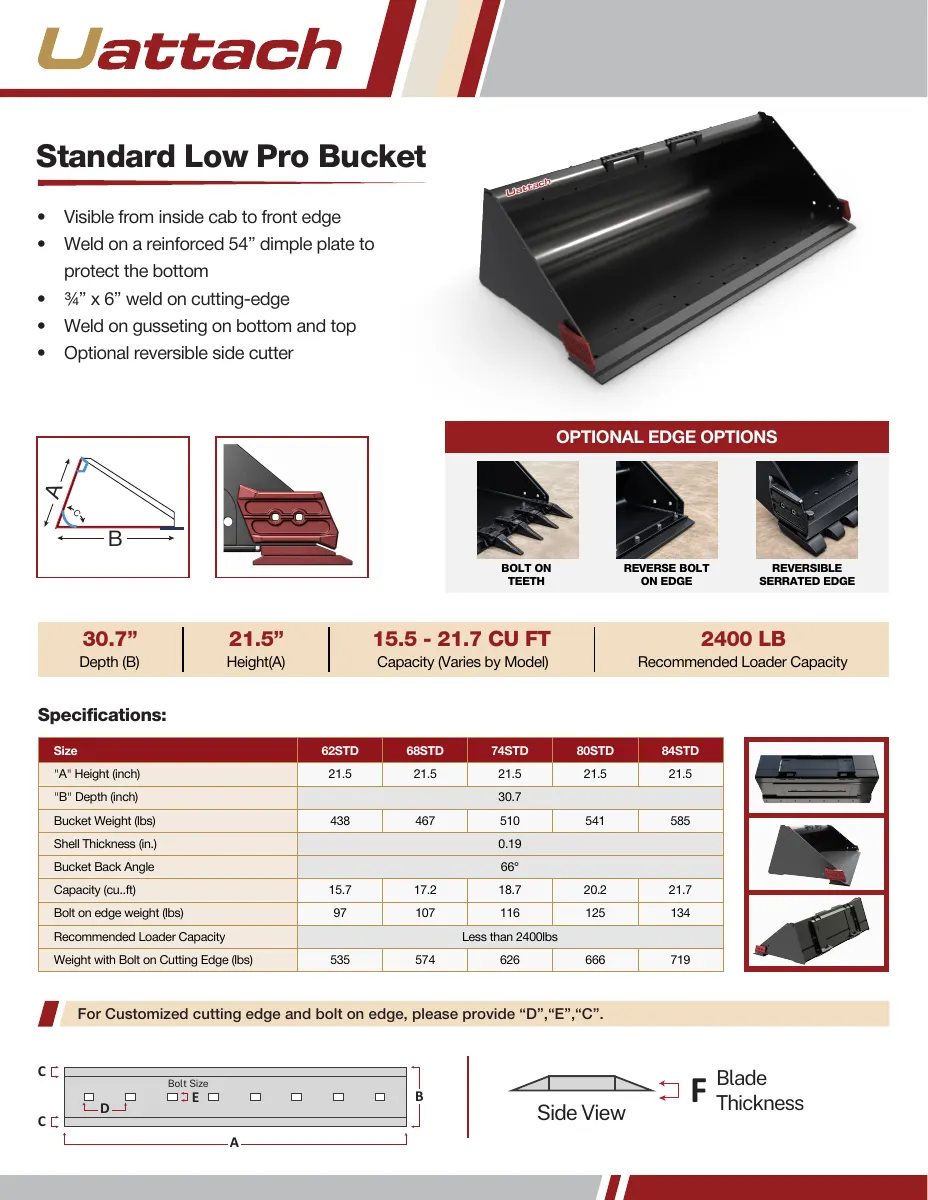 Uattach
Standard Low Pro Bucket
• Visible from inside cab to front edge
• Weld on a reinforced 54” dimple plate to
protect the bottom
• ¾” x 6” weld on cutting-edge
• Weld on gusseting on bottom and top
• Optional reversible side cutter
Uattach
A
C
B
OPTIONAL EDGE OPTIONS
BOLT ON
TEETH
REVERSE BOLT
ON EDGE
REVERSIBLE
SERRATED EDGE
30.7” 21.5” 15.5 - 21.7 CU FT 2400 LB
Depth (B) Height(A) Capacity (Varies by Model) Recommended Loader Capacity
Specifications:
Size 62STD 68STD 74STD 80STD 84STD
"A" Height (inch) 21.5 21.5 21.5 21.5 21.5
"B" Depth (inch) 30.7
Bucket Weight (lbs) 438 467 510 541 585
Shell Thickness (in.) 0.19
Bucket Back Angle 66°
Capacity (cu..ft) 15.7 17.2 18.7 20.2 21.7
Bolt on edge weight (lbs) 97 107 116 125 134
Recommended Loader Capacity Less than 2400lbs
Weight with Bolt on Cutting Edge (lbs) 535 574 626 666 719
For Customized cutting edge and bolt on edge, please provide “D”,“E”,“C”.
C
Bolt Size
E
D
B
C
A
Side View
F
Blade
Thickness